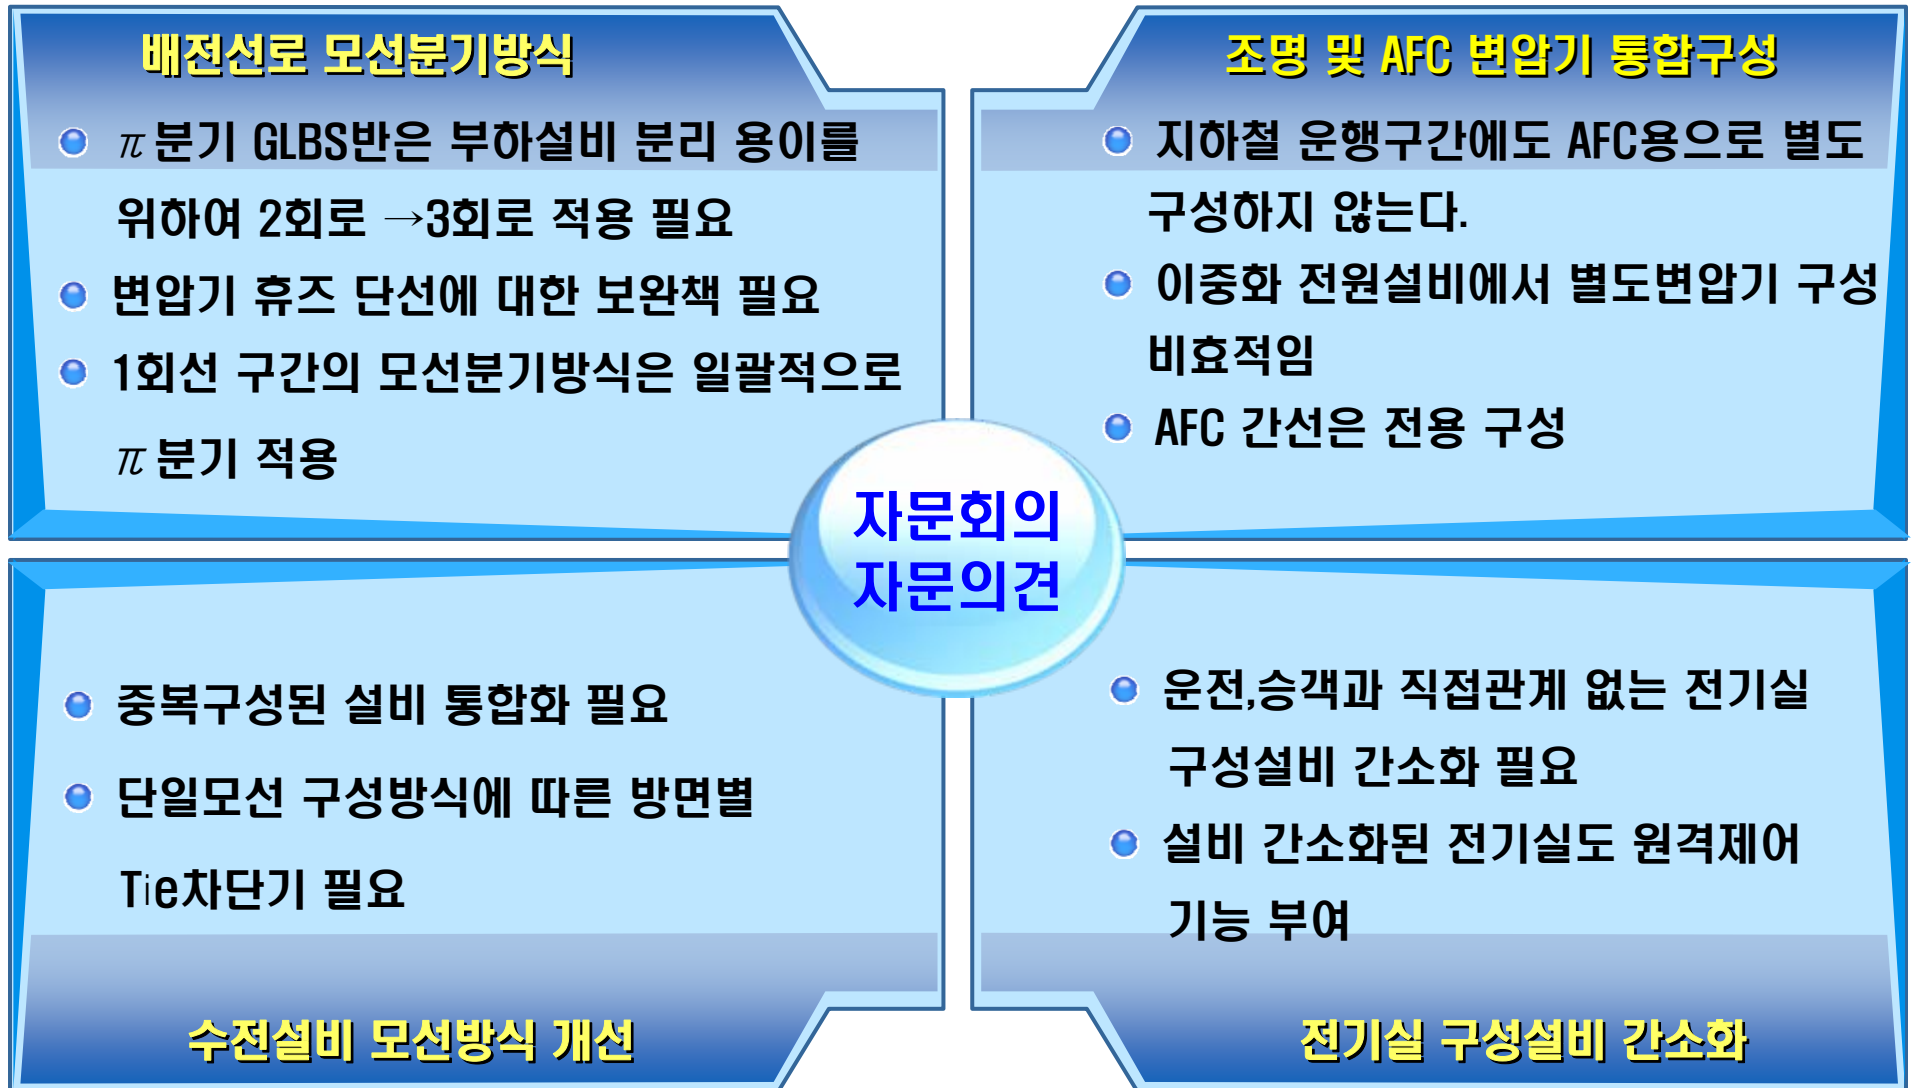 배전선로 모선분기방식
π 분기 GLBS반은 부하설비 분리 용이를
위하여 2회로 →3회로 적용 필요
변압기 휴즈 단선에 대한 보완책 필요
1회선 구간의 모선분기방식은 일괄적으로
π 분기 적용
조명 및 AFC 변압기 통합구성
지하철 운행구간에도 AFC용으로 별도
구성하지 않는다.
이중화 전원설비에서 별도변압기 구성
비효적임
AFC 간선은 전용 구성
자문회의
자문의견
중복구성된 설비 통합화 필요
단일모선 구성방식에 따른 방면별
Tie차단기 필요
수전설비 모선방식 개선
운전,승객과 직접관계 없는 전기실
구성설비 간소화 필요
설비 간소화된 전기실도 원격제어
기능 부여
전기실 구성설비 간소화